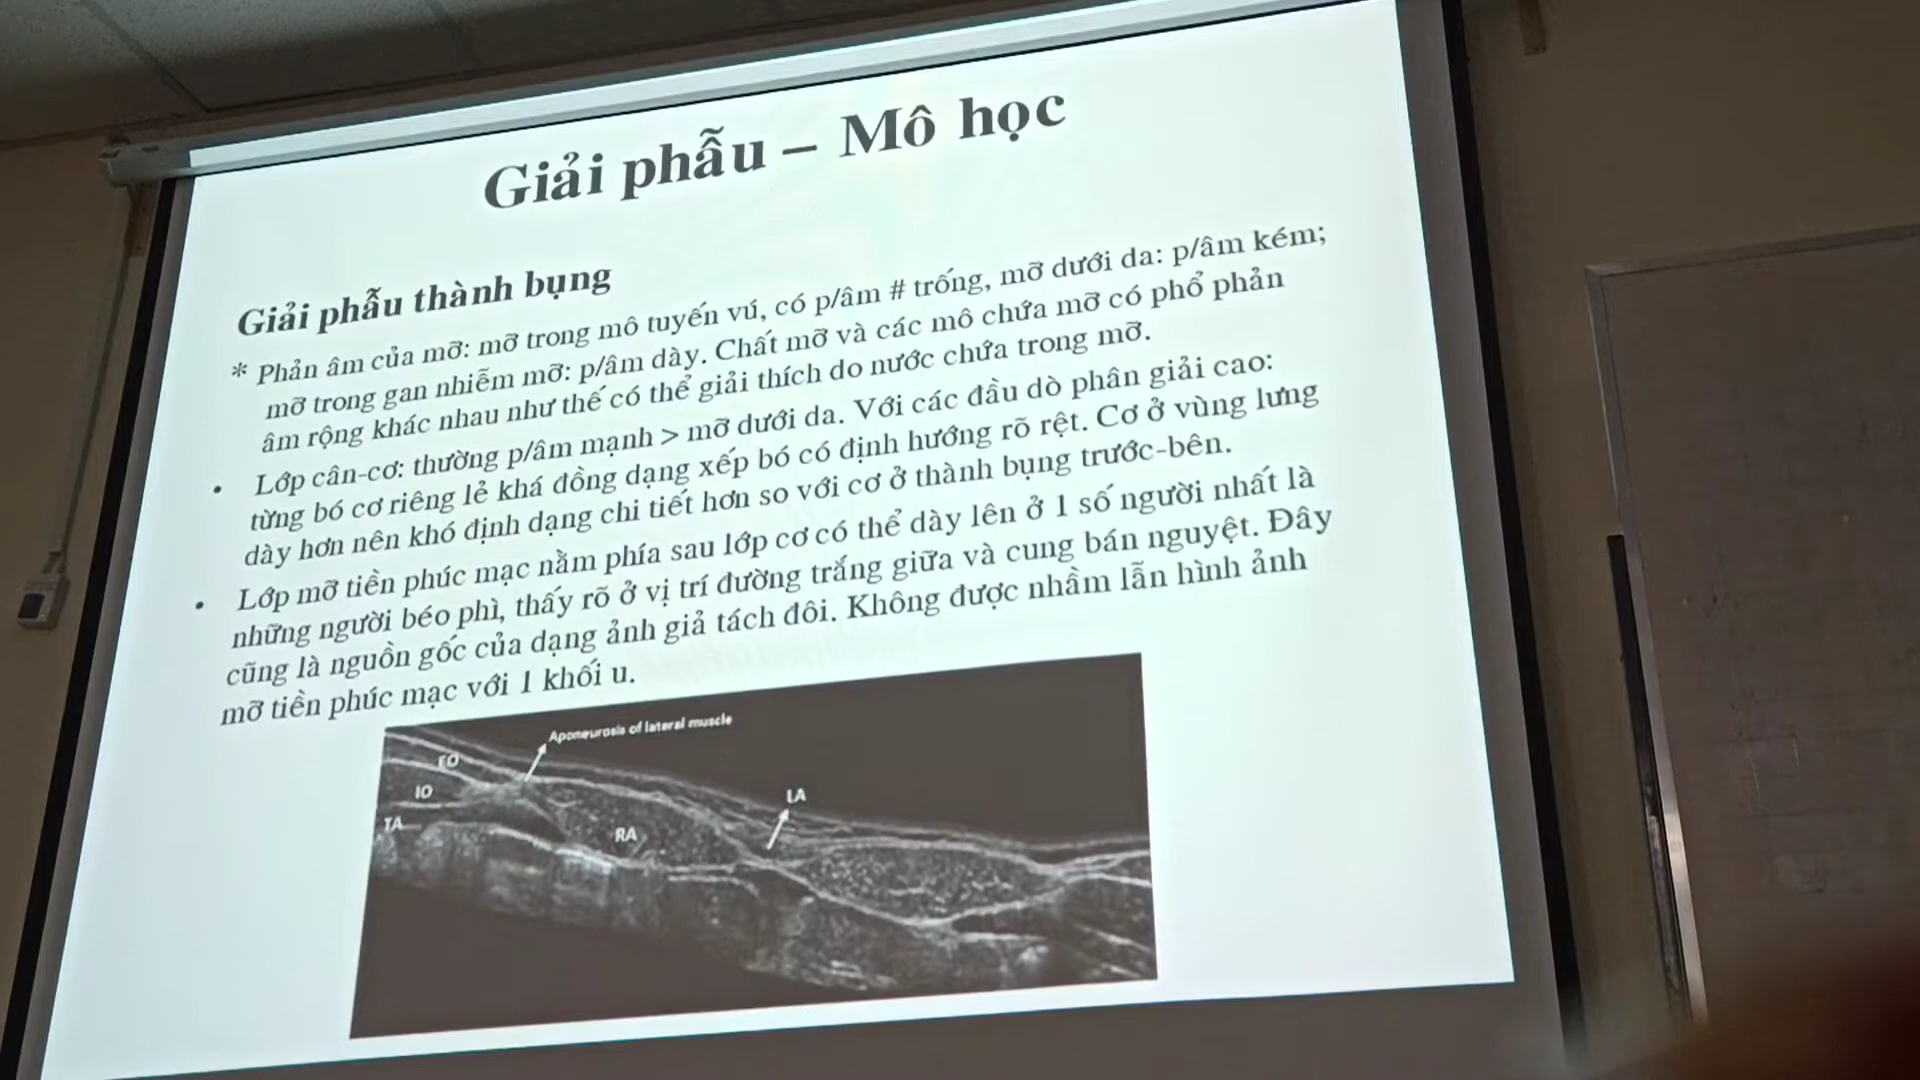 Giải phẫu – Mô học
Giải phẫu thành bụng
* Phản âm của mỡ: mỡ trong mô tuyến vú, có p/âm # trống, mỡ dưới da: p/âm kém;
mỡ trong gan nhiễm mỡ: p/âm dày. Chất mỡ và các mô chứa mỡ có phổ phản
âm rộng khác nhau như thế có thể giải thích do nước chứa trong mỡ.
• Lớp cân-cơ: thường p/âm mạnh > mỡ dưới da. Với các đầu dò phân giải cao:
từng bó cơ riêng lẻ khá đồng dạng xếp bó có định hướng rõ rệt. Cơ ở vùng lưng
dày hơn nên khó định dạng chi tiết hơn so với cơ ở thành bụng trước-bên.
• Lớp mỡ tiền phúc mạc nằm phía sau lớp cơ có thể dày lên ở 1 số người nhất là
những người béo phì, thấy rõ ở vị trí đường trắng giữa và cung bán nguyệt. Đây
cũng là nguồn gốc của dạng ảnh giả tách đôi. Không được nhầm lẫn hình ảnh
mỡ tiền phúc mạc với 1 khối u.
Aponeurosis of lateral muscle
EO
IO
LA
TA
RA